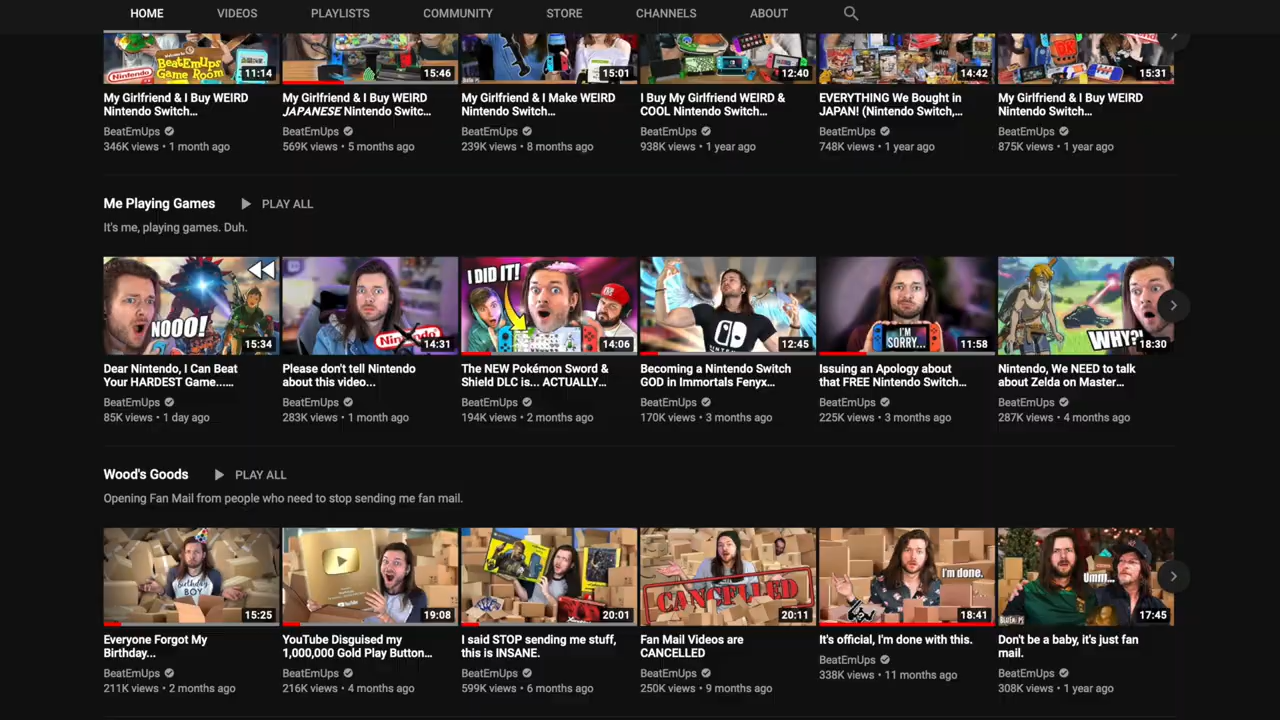 HOME VIDEOS PLAYLISTS COMMUNITY STORE CHANNELS ABOUT
Nintendo BeatEmUps Game Room 11:14 15:46 15:01 12:40 14:42 15:31
My Girlfriend & I Buy WEIRD
Nintendo Switch...
BeatEmUps
346K views • 1 month ago
My Girlfriend & I Buy WEIRD
JAPANESE Nintendo Switc...
BeatEmUps
569K views • 5 months ago
My Girlfriend & I Make WEIRD
Nintendo Switch...
BeatEmUps
239K views • 8 months ago
I Buy My Girlfriend WEIRD &
COOL Nintendo Switch...
BeatEmUps
938K views • 1 year ago
EVERYTHING We Bought in
JAPAN! (Nintendo Switch,...
BeatEmUps
748K views • 1 year ago
My Girlfriend & I Buy WEIRD
Nintendo Switch...
BeatEmUps
875K views • 1 year ago
Me Playing Games PLAY ALL
It's me, playing games. Duh.
NOOO!
15:34
Dear Nintendo, I Can Beat
Your HARDEST Game......
BeatEmUps
85K views • 1 day ago
14:31
Please don't tell Nintendo
about this video...
BeatEmUps
283K views • 1 month ago
I DID IT!
14:06
The NEW Pokémon Sword &
Shield DLC is... ACTUALLY...
BeatEmUps
194K views • 2 months ago
12:45
Becoming a Nintendo Switch
GOD in Immortals Fenyx...
BeatEmUps
170K views • 3 months ago
I'M
SORRY...
11:58
Issuing an Apology about
that FREE Nintendo Switch...
BeatEmUps
225K views • 3 months ago
WHY?!
18:30
Nintendo, We NEED to talk
about Zelda on Master...
BeatEmUps
287K views • 4 months ago
Wood's Goods PLAY ALL
Opening Fan Mail from people who need to stop sending me fan mail.
Birthday
BOY
15:25
Everyone Forgot My
Birthday...
BeatEmUps
211K views • 2 months ago
19:08
YouTube Disguised my
1,000,000 Gold Play Button...
BeatEmUps
216K views • 4 months ago
20:01
I said STOP sending me stuff,
this is INSANE.
BeatEmUps
599K views • 6 months ago
CANCELLED
20:11
Fan Mail Videos are
CANCELLED
BeatEmUps
250K views • 9 months ago
I'm done.
18:41
It's official, I'm done with this.
BeatEmUps
338K views • 11 months ago
Umm...
17:45
Don't be a baby, it's just fan
mail.
BeatEmUps
308K views • 1 year ago